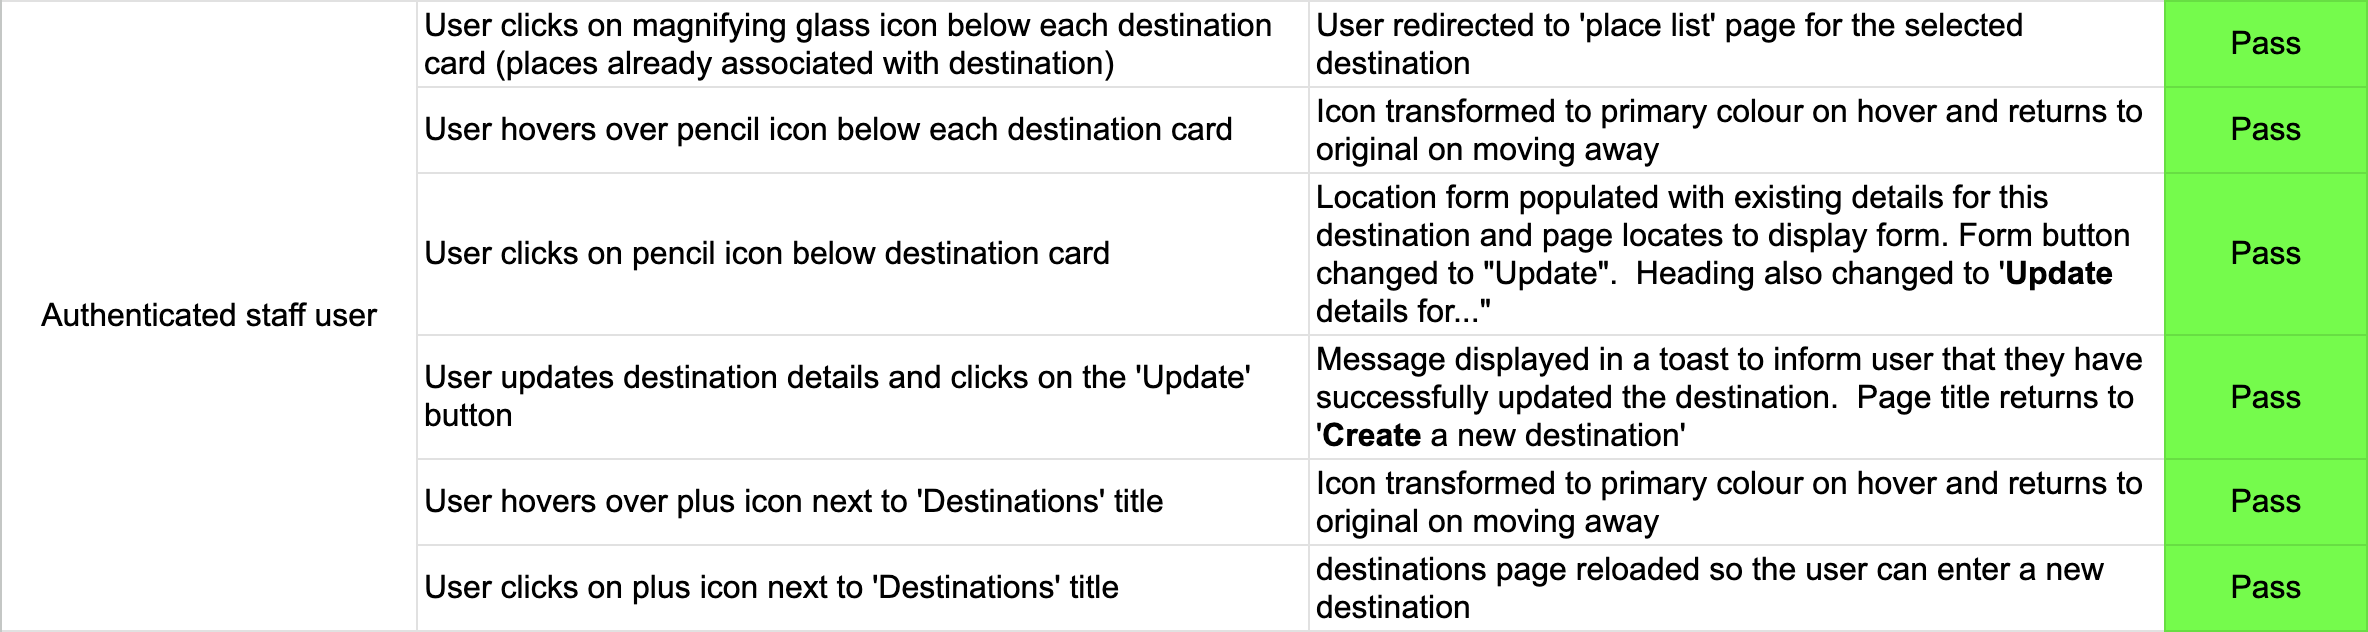 Authenticated staff user
User clicks on magnifying glass icon below each destination
card (places already associated with destination)
User redirected to 'place list' page for the selected
destination
Pass
User hovers over pencil icon below each destination card
Icon transformed to primary colour on hover and returns to
original on moving away
Pass
User clicks on pencil icon below destination card
Location form populated with existing details for this
destination and page locates to display form. Form button
changed to "Update".  Heading also changed to 'Update
details for..."
Pass
User updates destination details and clicks on the 'Update'
button
Message displayed in a toast to inform user that they have
successfully updated the destination.  Page title returns to
'Create a new destination'
Pass
User hovers over plus icon next to 'Destinations' title
Icon transformed to primary colour on hover and returns to
original on moving away
Pass
User clicks on plus icon next to 'Destinations' title
destinations page reloaded so the user can enter a new
destination
Pass